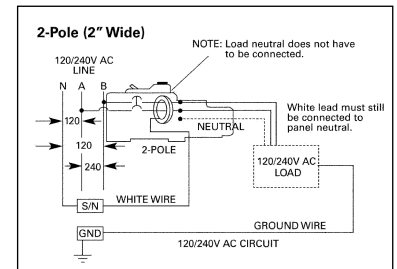 2-Pole (2" Wide)
NOTE: Load neutral does not have
to be connected.
120/240V AC
LINE
N A B
120
120
240
2-POLE
NEUTRAL
White lead must still
be connected to
panel neutral.
120/240V AC
LOAD
S/N
WHITE WIRE
GND
GROUND WIRE
120/240V AC CIRCUIT